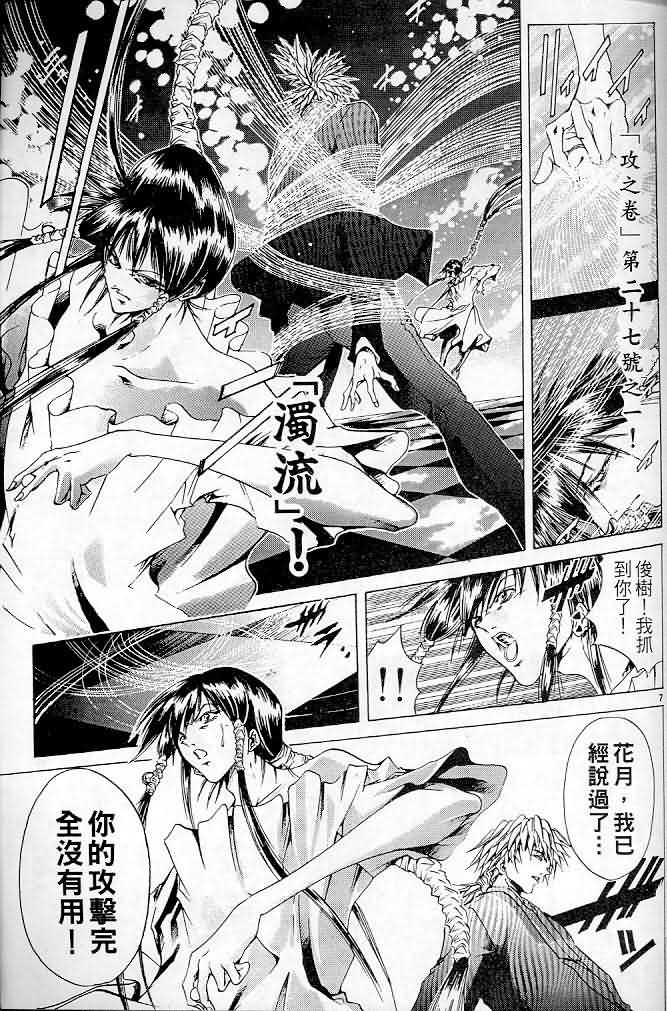 「攻之卷」第二十七號之一！
「濁流」！
俊樹！我抓
到你了！
!!
7
花月，我已
經說過了…
你的攻擊完
全沒有用！